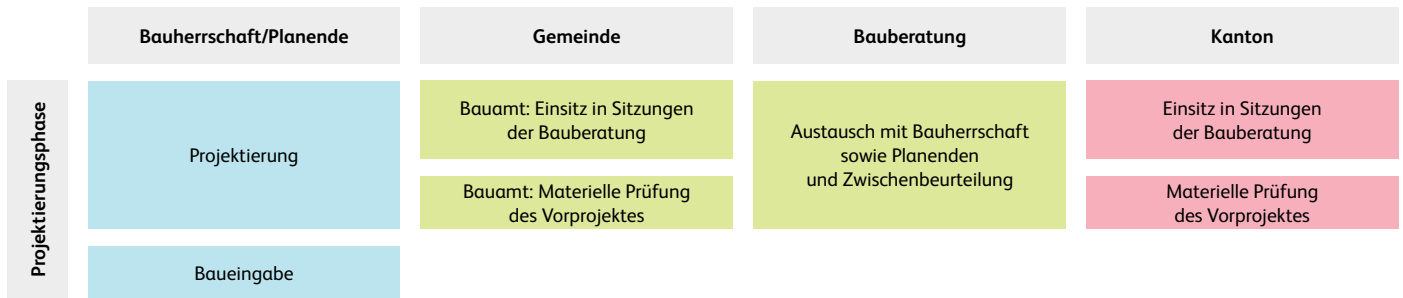 Bauherrschaft/Planende
Gemeinde
Bauberatung
Kanton
Projektierungsphase
Projektierung
Bauamt: Einsitz in Sitzungen
der Bauberatung
Bauamt: Materielle Prüfung
des Vorprojektes
Austausch mit Bauherrschaft
sowie Planenden
und Zwischenbeurteilung
Einsitz in Sitzungen
der Bauberatung
Materielle Prüfung
des Vorprojektes
Baueingabe